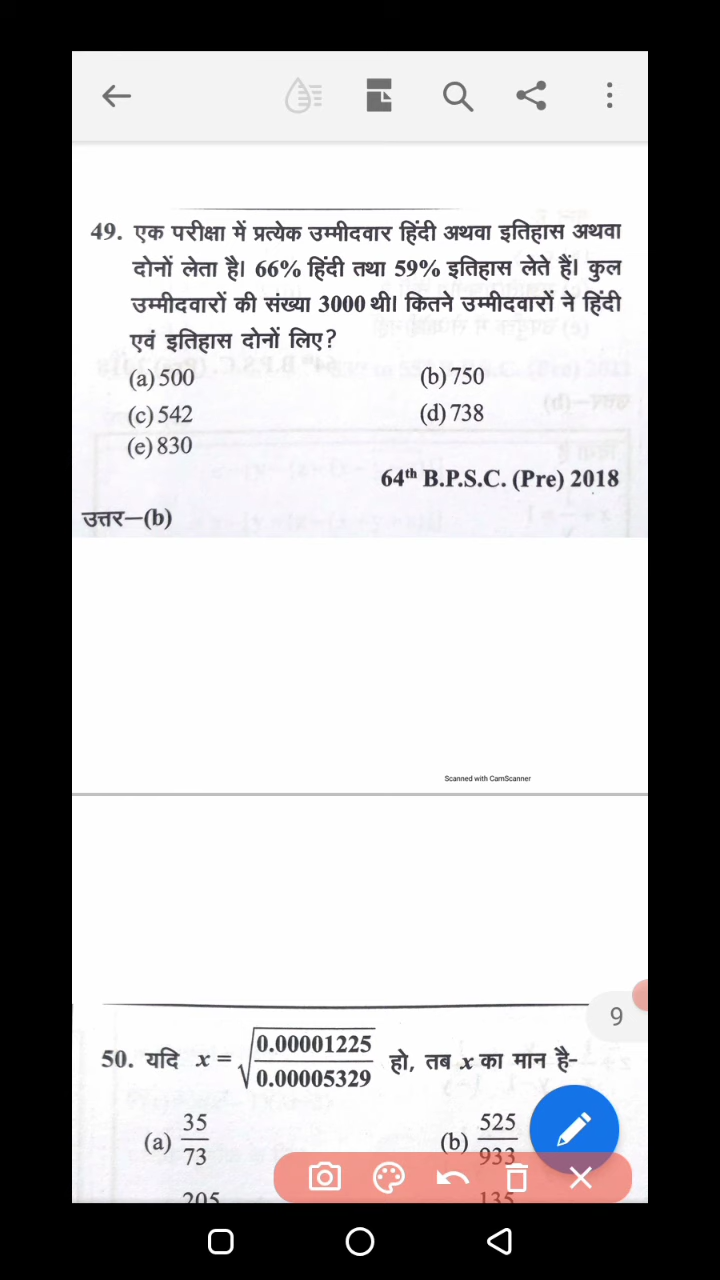 49. एक परीक्षा में प्रत्येक उम्मीदवार हिंदी अथवा इतिहास अथवा
दोनों लेता है। 66% हिंदी तथा 59% इतिहास लेते हैं। कुल
उम्मीदवारों की संख्या 3000 थी। कितने उम्मीदवारों ने हिंदी
एवं इतिहास दोनों लिए?
(a) 500 (b) 750
(c) 542 (d) 738
(e) 830
64th B.P.S.C. (Pre) 2018
उत्तर–(b)
Scanned with CamScanner
9
50. यदि x = √(0.00001225/0.00005329) हो, तब x का मान है-
(a) 35/73 (b) 525/933
205 135